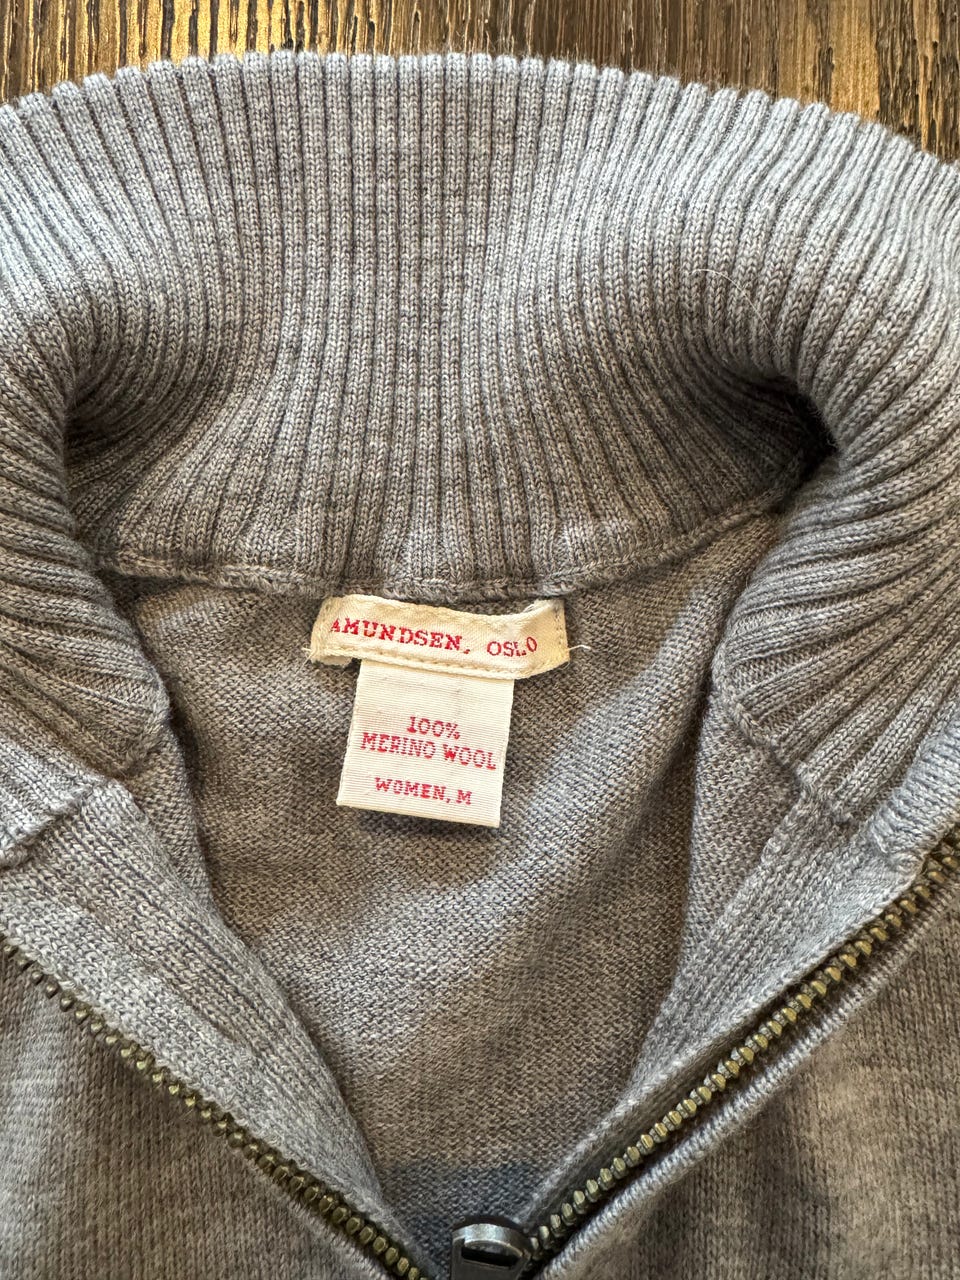 AMUNDSEN, OSLO
100%
MERINO WOOL
WOMEN, M